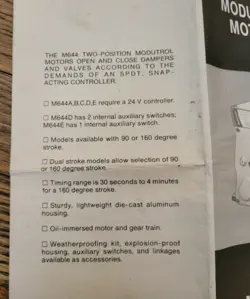 MODU
MOT
THE M644 TWO-POSITION MODUTROL
MOTORS OPEN AND CLOSE DAMPERS
AND VALVES ACCORDING TO THE
DEMANDS OF AN SPDT, SNAP-
ACTING CONTROLLER.
□ M644A,B,C,D,E require a 24 V controller.
□ M644D has 2 internal auxiliary switches;
M644E has 1 internal auxiliary switch.
□ Models available with 90 or 160 degree
stroke.
□ Dual stroke models allow selection of 90
or 160 degree stroke.
□ Timing range is 30 seconds to 4 minutes
for a 160 degree stroke.
□ Sturdy, lightweight die-cast aluminum
housing.
□ Oil-immersed motor and gear train.
□ Weatherproofing kit, explosion-proof
housing, auxiliary switches, and linkages
available as accessories.